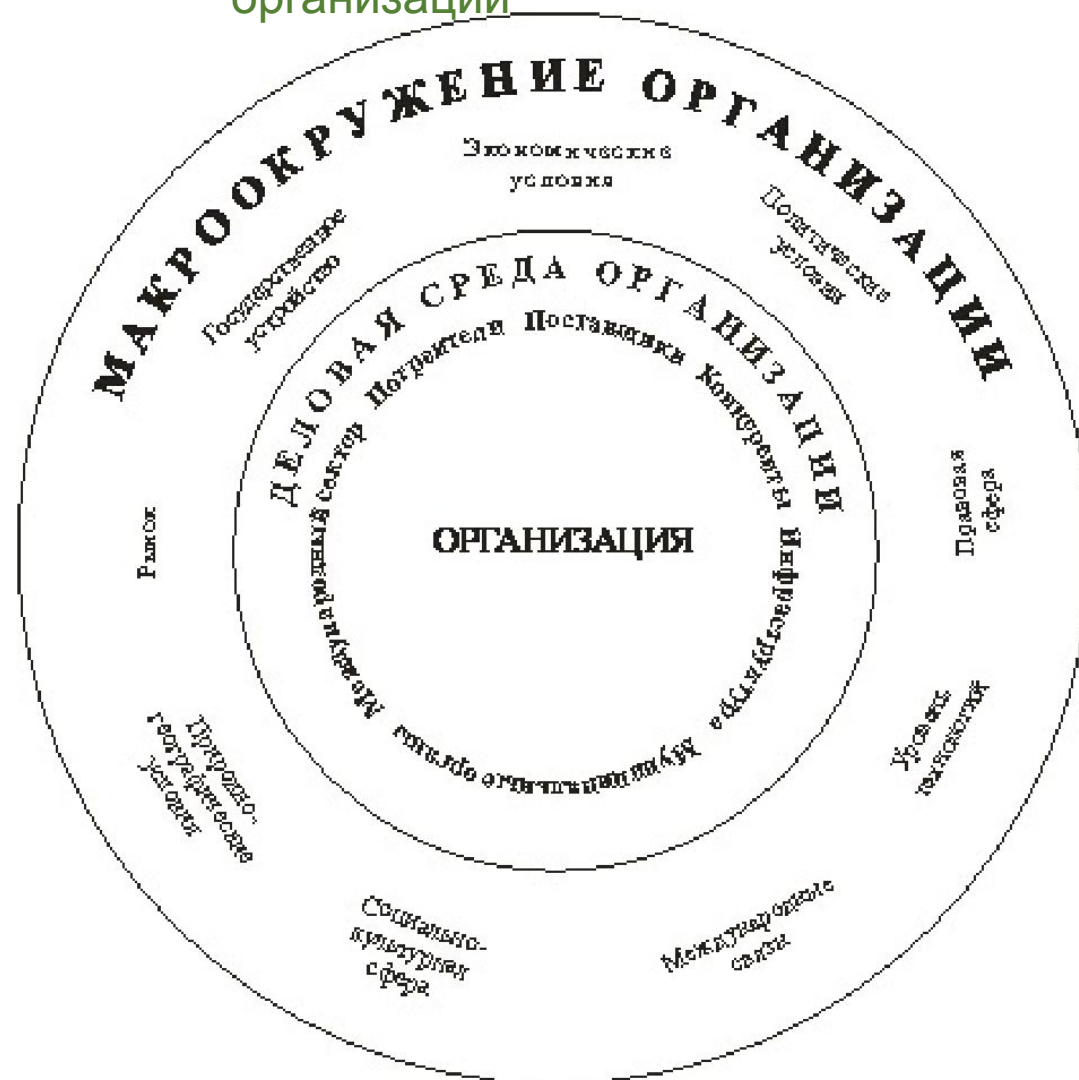 организации
МАКРООКРУЖЕНИЕ ОРГАНИЗАЦИИ
Экономические
условия
Политические
условия
Правовая
сфера
Уровень
технологий
Международные
связи
Социально-
культурная
сфера
Природно-
географические
условия
Рынок
Государственное
устройство
ДЕЛОВАЯ СРЕДА ОРГАНИЗАЦИИ
Потребители Поставщики Конкуренты Инфраструктура Муниципальные органы Международный сектор
ОРГАНИЗАЦИЯ